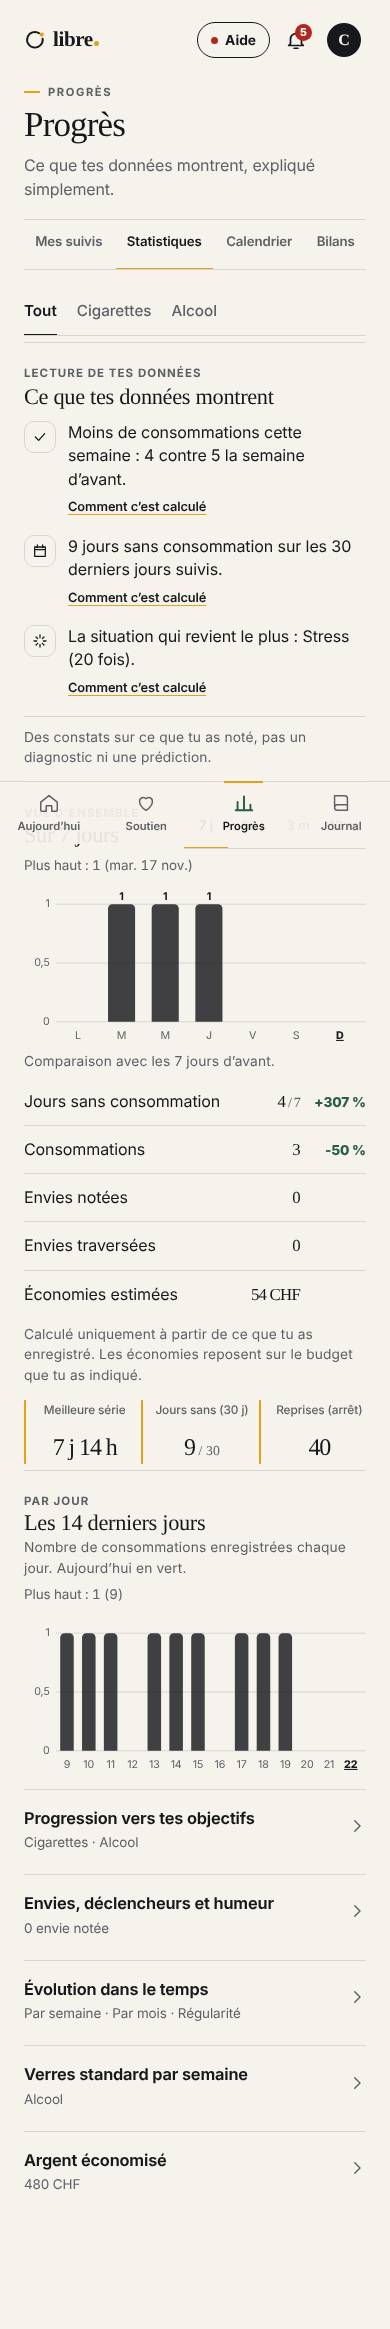 libre.
Aide
5
C
PROGRÈS
Progrès
Ce que tes données montrent, expliqué
simplement.
Mes suivis Statistiques Calendrier Bilans
Tout Cigarettes Alcool
LECTURE DE TES DONNÉES
Ce que tes données montrent
Moins de consommations cette
semaine : 4 contre 5 la semaine
d’avant.
Comment c’est calculé
9 jours sans consommation sur les 30
derniers jours suivis.
Comment c’est calculé
La situation qui revient le plus : Stress
(20 fois).
Comment c’est calculé
Des constats sur ce que tu as noté, pas un
diagnostic ni une prédiction.
VUE D’ENSEMBLE
Sur 7 jours
7 j 3 m
Aujourd’hui Soutien Progrès Journal
Plus haut : 1 (mar. 17 nov.)
1 1 1
1
0,5
0
L M M J V S D
Comparaison avec les 7 jours d’avant.
Jours sans consommation 4 / 7 +307 %
Consommations 3 -50 %
Envies notées 0
Envies traversées 0
Économies estimées 54 CHF
Calculé uniquement à partir de ce que tu as
enregistré. Les économies reposent sur le budget
que tu as indiqué.
Meilleure série Jours sans (30 j) Reprises (arrêt)
7 j 14 h 9 / 30 40
PAR JOUR
Les 14 derniers jours
Nombre de consommations enregistrées chaque
jour. Aujourd’hui en vert.
Plus haut : 1 (9)
1
0,5
0
9 10 11 12 13 14 15 16 17 18 19 20 21 22
Progression vers tes objectifs
Cigarettes · Alcool
Envies, déclencheurs et humeur
0 envie notée
Évolution dans le temps
Par semaine · Par mois · Régularité
Verres standard par semaine
Alcool
Argent économisé
480 CHF